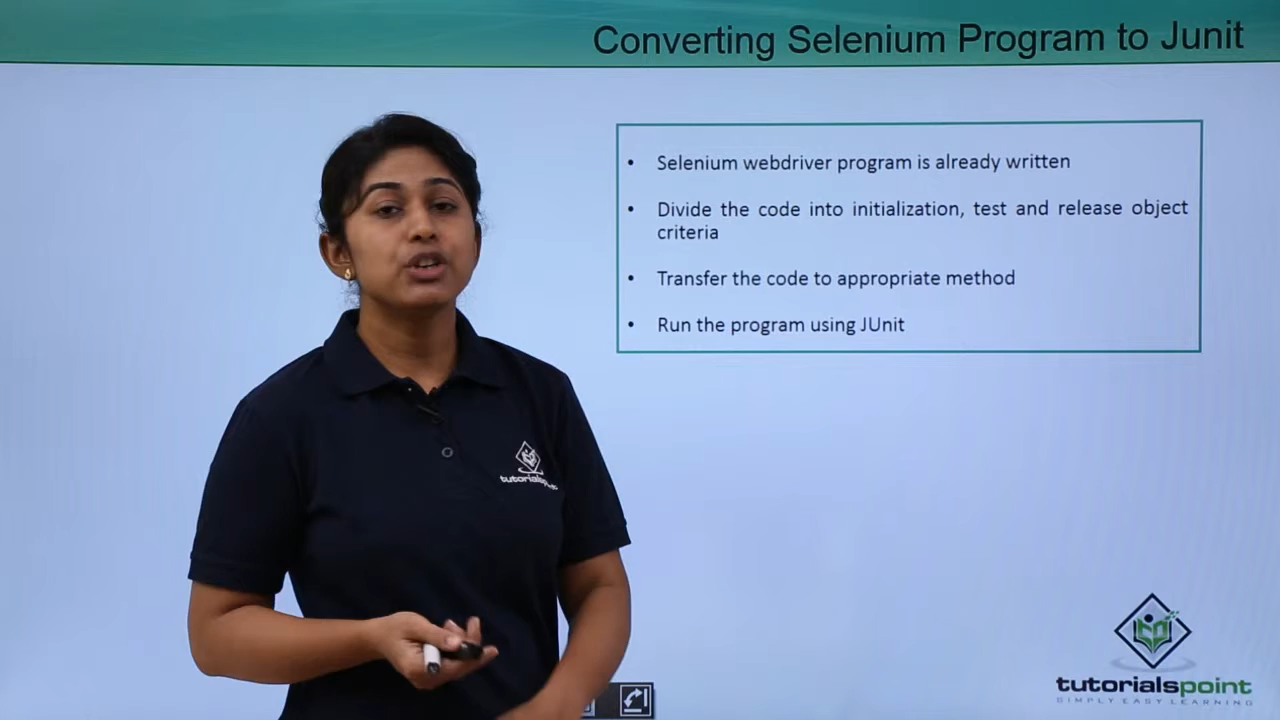 Converting Selenium Program to Junit
• Selenium webdriver program is already written
• Divide the code into initialization, test and release object
criteria
• Transfer the code to appropriate method
• Run the program using JUnit
tutorialspoint
SIMPLY EASY LEARNING